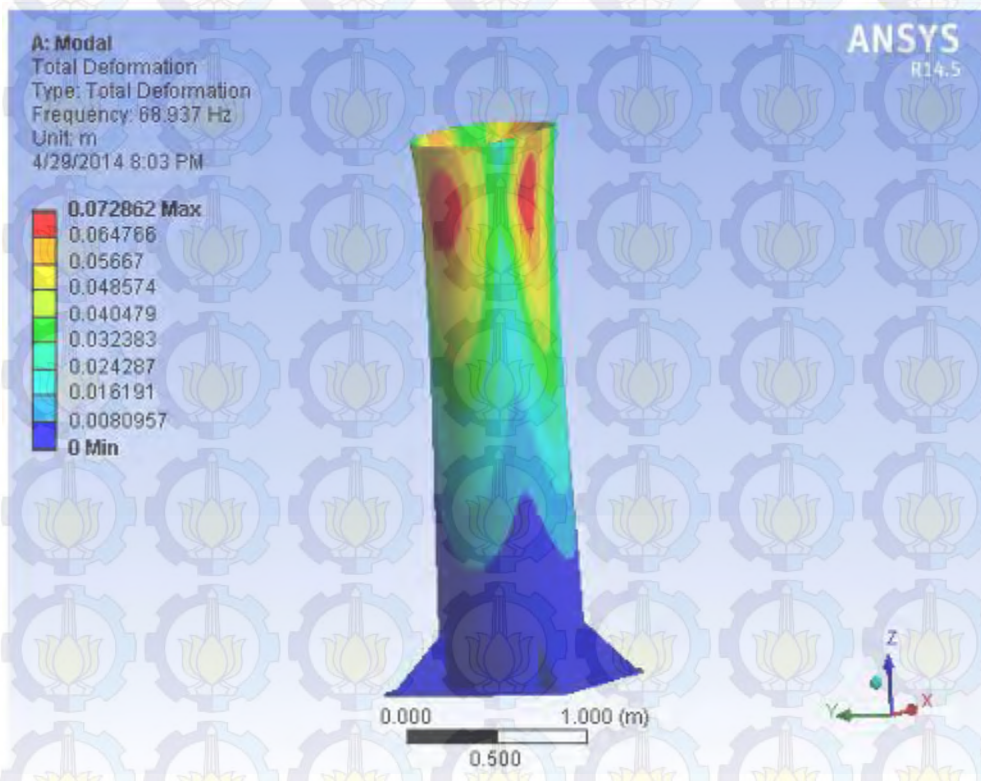 A: Modal
Total Deformation
Type: Total Deformation
Frequency: 68.937 Hz
Unit: m
4/29/2014 8:03 PM
ANSYS
R14.5
0.072862 Max
0.064766
0.05667
0.048574
0.040479
0.032383
0.024287
0.016191
0.0080957
0 Min
Z
Y
X
0.000
1.000 (m)
0.500